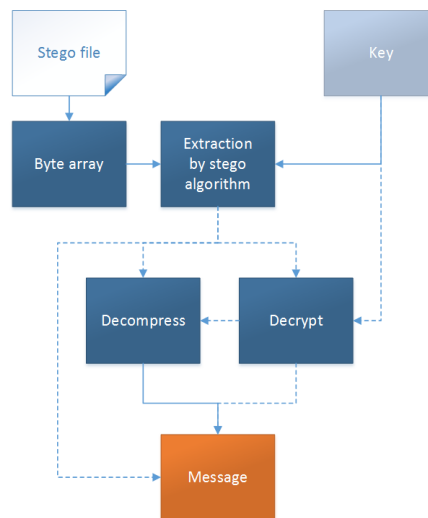 Stego file
Key
Byte array
Extraction
by stego
algorithm
Decompress
Decrypt
Message